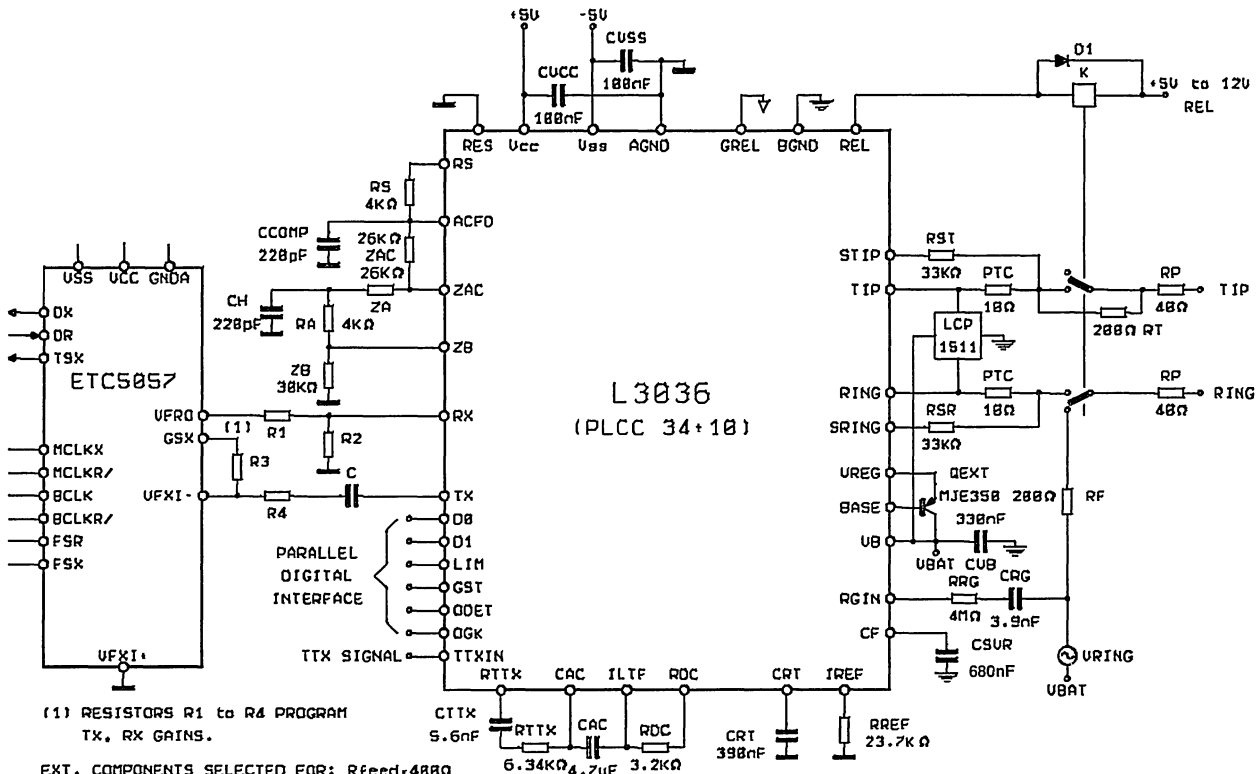 +5V
-5V
CVSS
100nF
CVCC
100nF
D1
K
+5V to 12V
REL
RES
Vcc
Vss
AGND
GREL
BGND
REL
RS
RS
4KΩ
ACFD
CCOMP
220pF
26KΩ
ZAC
26KΩ
ZAC
ZA
CH
220pF
RA
4KΩ
ZB
ZB
30KΩ
RX
VSS
VCC
GNDA
DX
DR
TSX
ETC5057
VFRO
GSX
(1)
R1
R2
R3
R4
C
VFXI-
TX
MCLKX
MCLKR/
BCLK
BCLKR/
FSR
FSX
VFXI+
PARALLEL
DIGITAL
INTERFACE
D0
D1
LIM
GST
ODET
OGK
TTX SIGNAL
TTXIN
L3036
(PLCC 34+10)
STIP
RST
33KΩ
TIP
PTC
10Ω
RP
40Ω
TIP
200Ω RT
LCP
1511
RING
PTC
10Ω
RP
40Ω
RING
SRING
RSR
33KΩ
VREG
QEXT
MJE350
BASE
VB
330nF
VBAT
CVB
200Ω
RF
RGIN
RRG
4MΩ
CRG
3.9nF
CF
CSVR
680nF
VRING
VBAT
RTTX
CAC
ILTF
RDC
CRT
IREF
CTTX
5.6nF
RTTX
6.34KΩ
CAC
4.7uF
RDC
3.2KΩ
CRT
390nF
RREF
23.7KΩ
(1) RESISTORS R1 to R4 PROGRAM
TX, RX GAINS.
EXT. COMPONENTS SELECTED FOR: Rfeed=400Ω